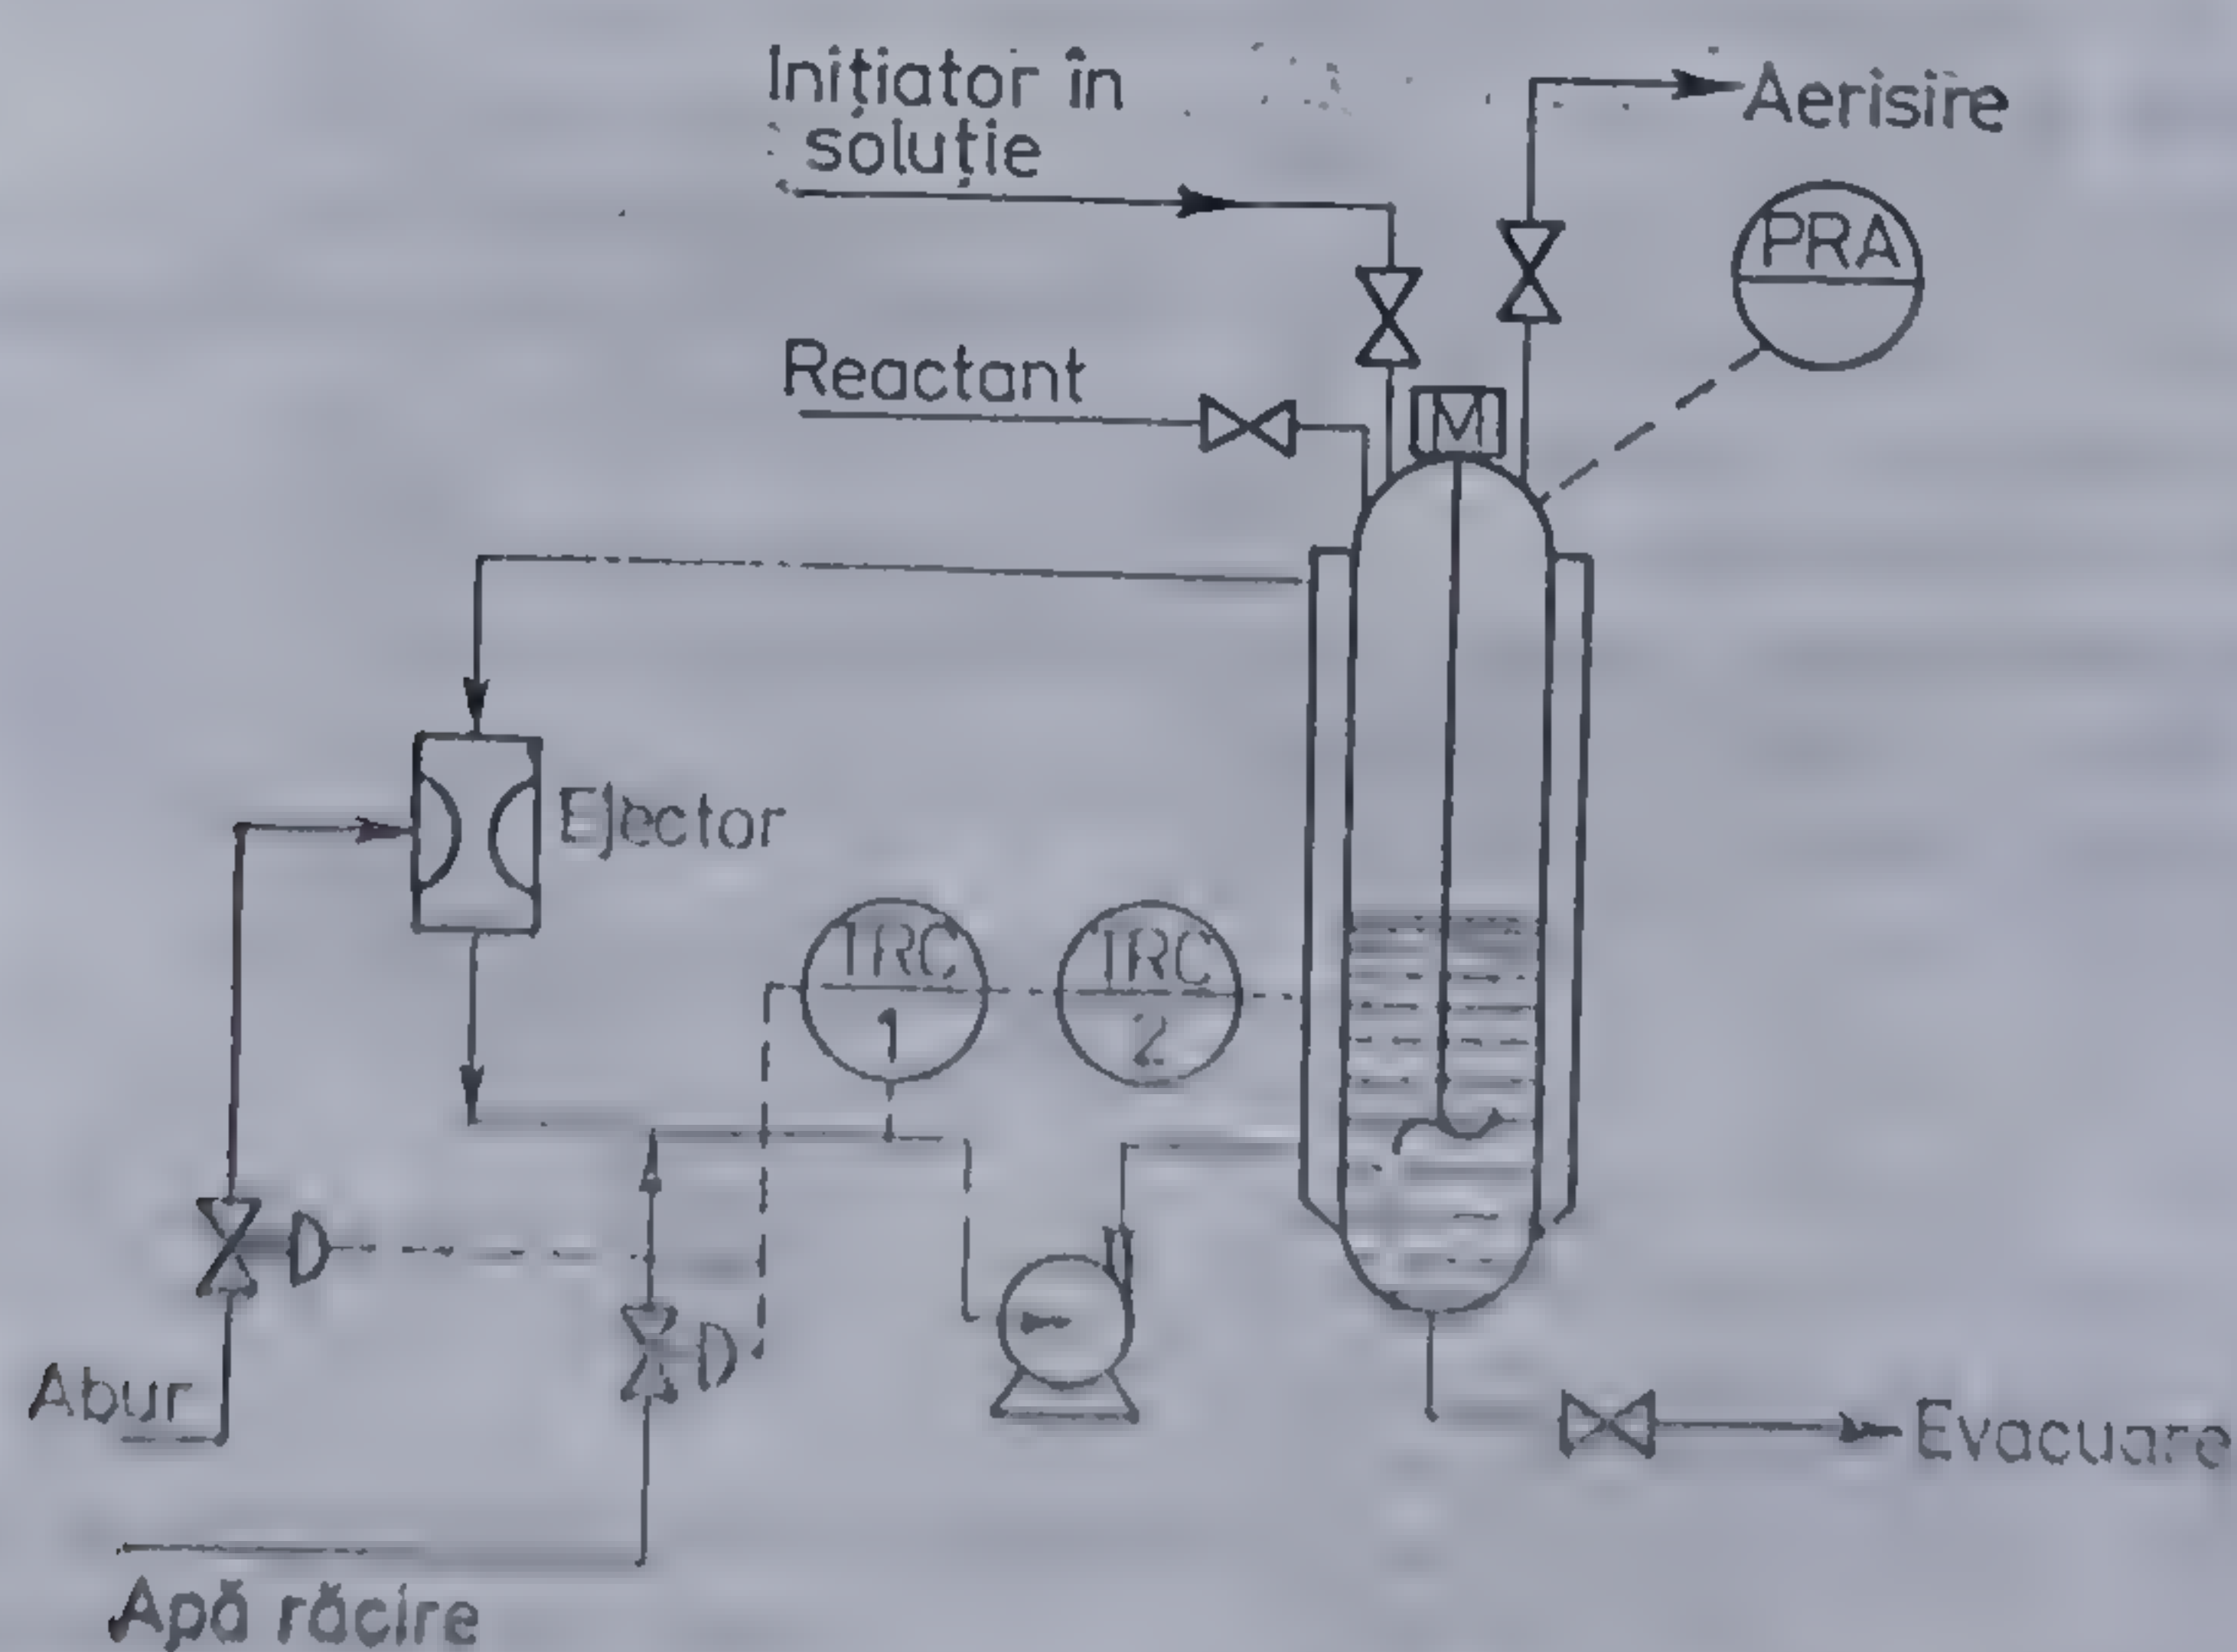 Inițiator în
soluție
Aerisire
PRA
Reactant
M
Ejector
TRC
1
TRC
2
Abur
Evacuare
Apă răcire